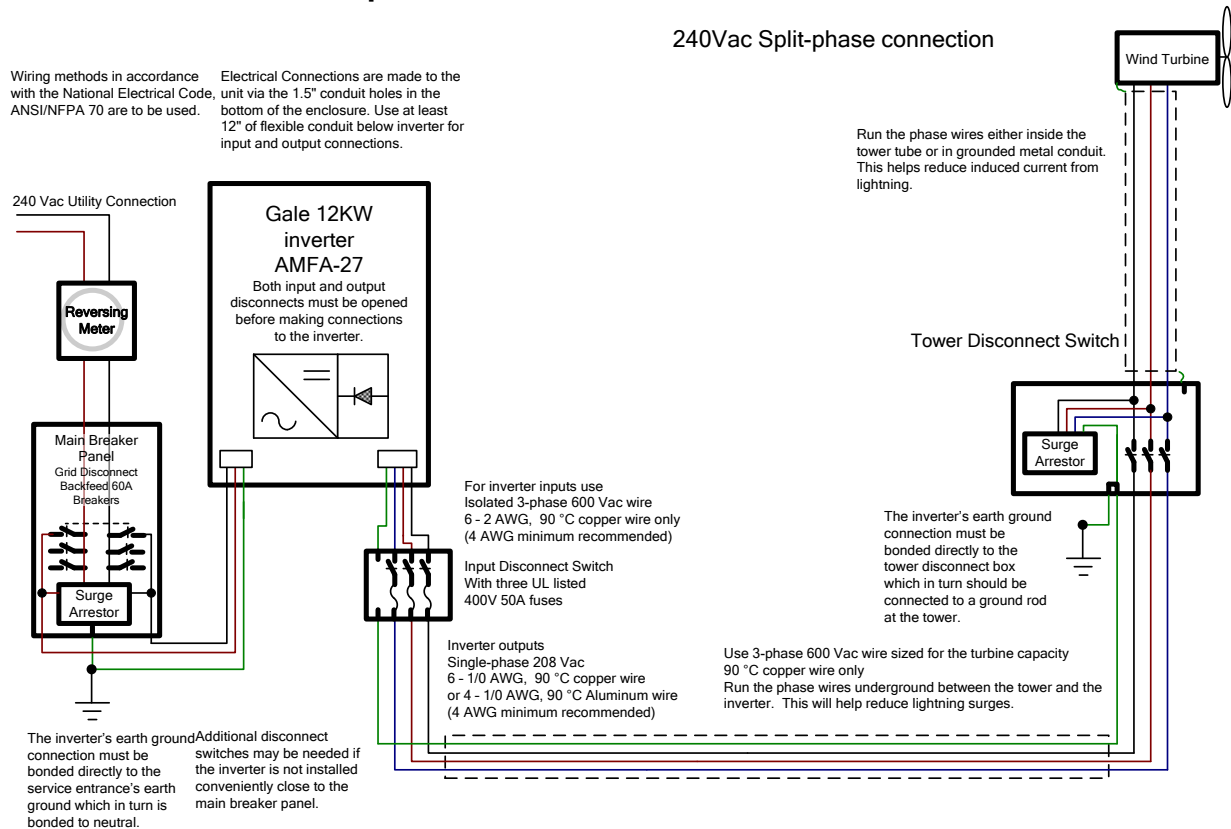 240Vac Split-phase connection
Wind Turbine
Wiring methods in accordance
with the National Electrical Code,
ANSI/NFPA 70 are to be used.
Electrical Connections are made to the
unit via the 1.5" conduit holes in the
bottom of the enclosure. Use at least
12" of flexible conduit below inverter for
input and output connections.
Run the phase wires either inside the
tower tube or in grounded metal conduit.
This helps reduce induced current from
lightning.
240 Vac Utility Connection
Gale 12KW
inverter
AMFA-27
Both input and output
disconnects must be opened
before making connections
to the inverter.
Reversing
Meter
Tower Disconnect Switch
Main Breaker
Panel
Grid Disconnect
Backfeed 60A
Breakers
Surge
Arrestor
Surge
Arrestor
For inverter inputs use
Isolated 3-phase 600 Vac wire
6 - 2 AWG, 90 °C copper wire only
(4 AWG minimum recommended)
Input Disconnect Switch
With three UL listed
400V 50A fuses
The inverter's earth ground
connection must be
bonded directly to the
tower disconnect box
which in turn should be
connected to a ground rod
at the tower.
Inverter outputs
Single-phase 208 Vac
6 - 1/0 AWG, 90 °C copper wire
or 4 - 1/0 AWG, 90 °C Aluminum wire
(4 AWG minimum recommended)
Use 3-phase 600 Vac wire sized for the turbine capacity
90 °C copper wire only
Run the phase wires underground between the tower and the
inverter. This will help reduce lightning surges.
The inverter's earth ground
connection must be
bonded directly to the
service entrance's earth
ground which in turn is
bonded to neutral.
Additional disconnect
switches may be needed if
the inverter is not installed
conveniently close to the
main breaker panel.